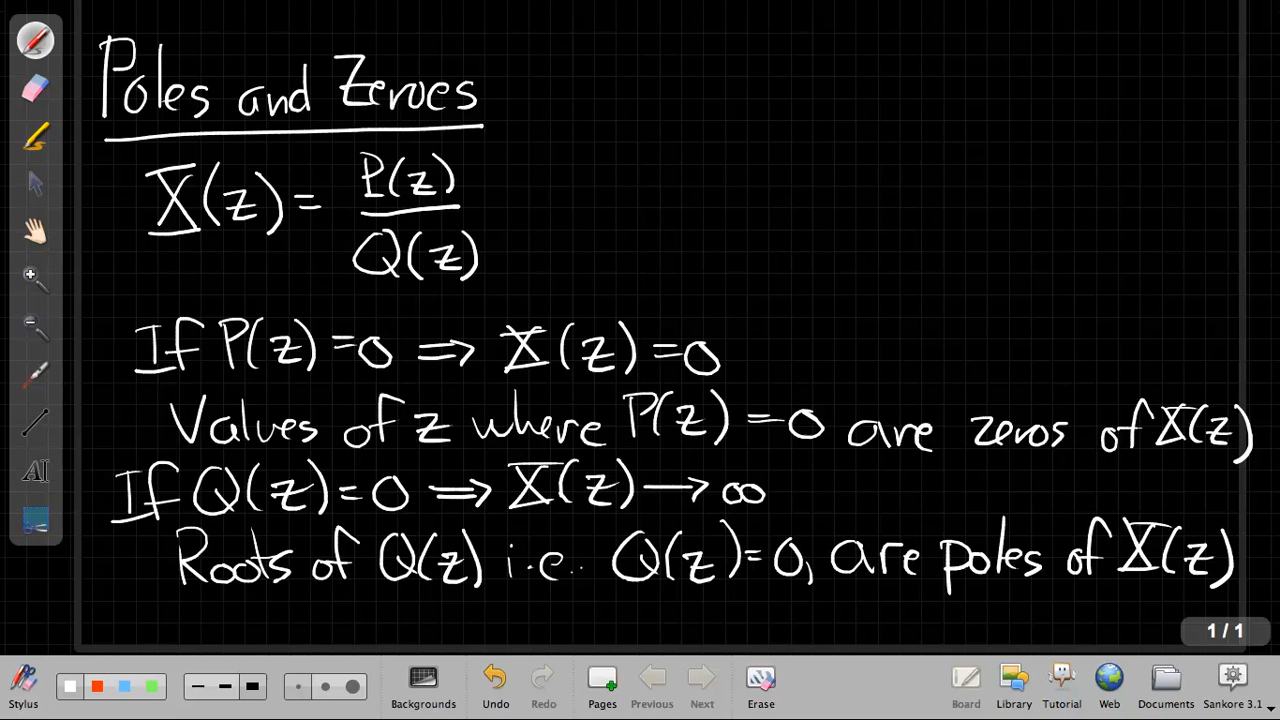 Poles and Zeroes
X(z) = P(z)
Q(z)
If P(z) = 0 ⟹ X(z) = 0
Values of z where P(z) = 0 are zeros of X(z)
If Q(z) = 0 ⟹ X(z) → ∞
Roots of Q(z) i.e. Q(z) = 0, are poles of X(z)
1 / 1
AI
Stylus
Backgrounds
Undo
Redo
Pages
Previous
Next
Erase
Board
Library
Tutorial
Web
Documents
Sankore 3.1